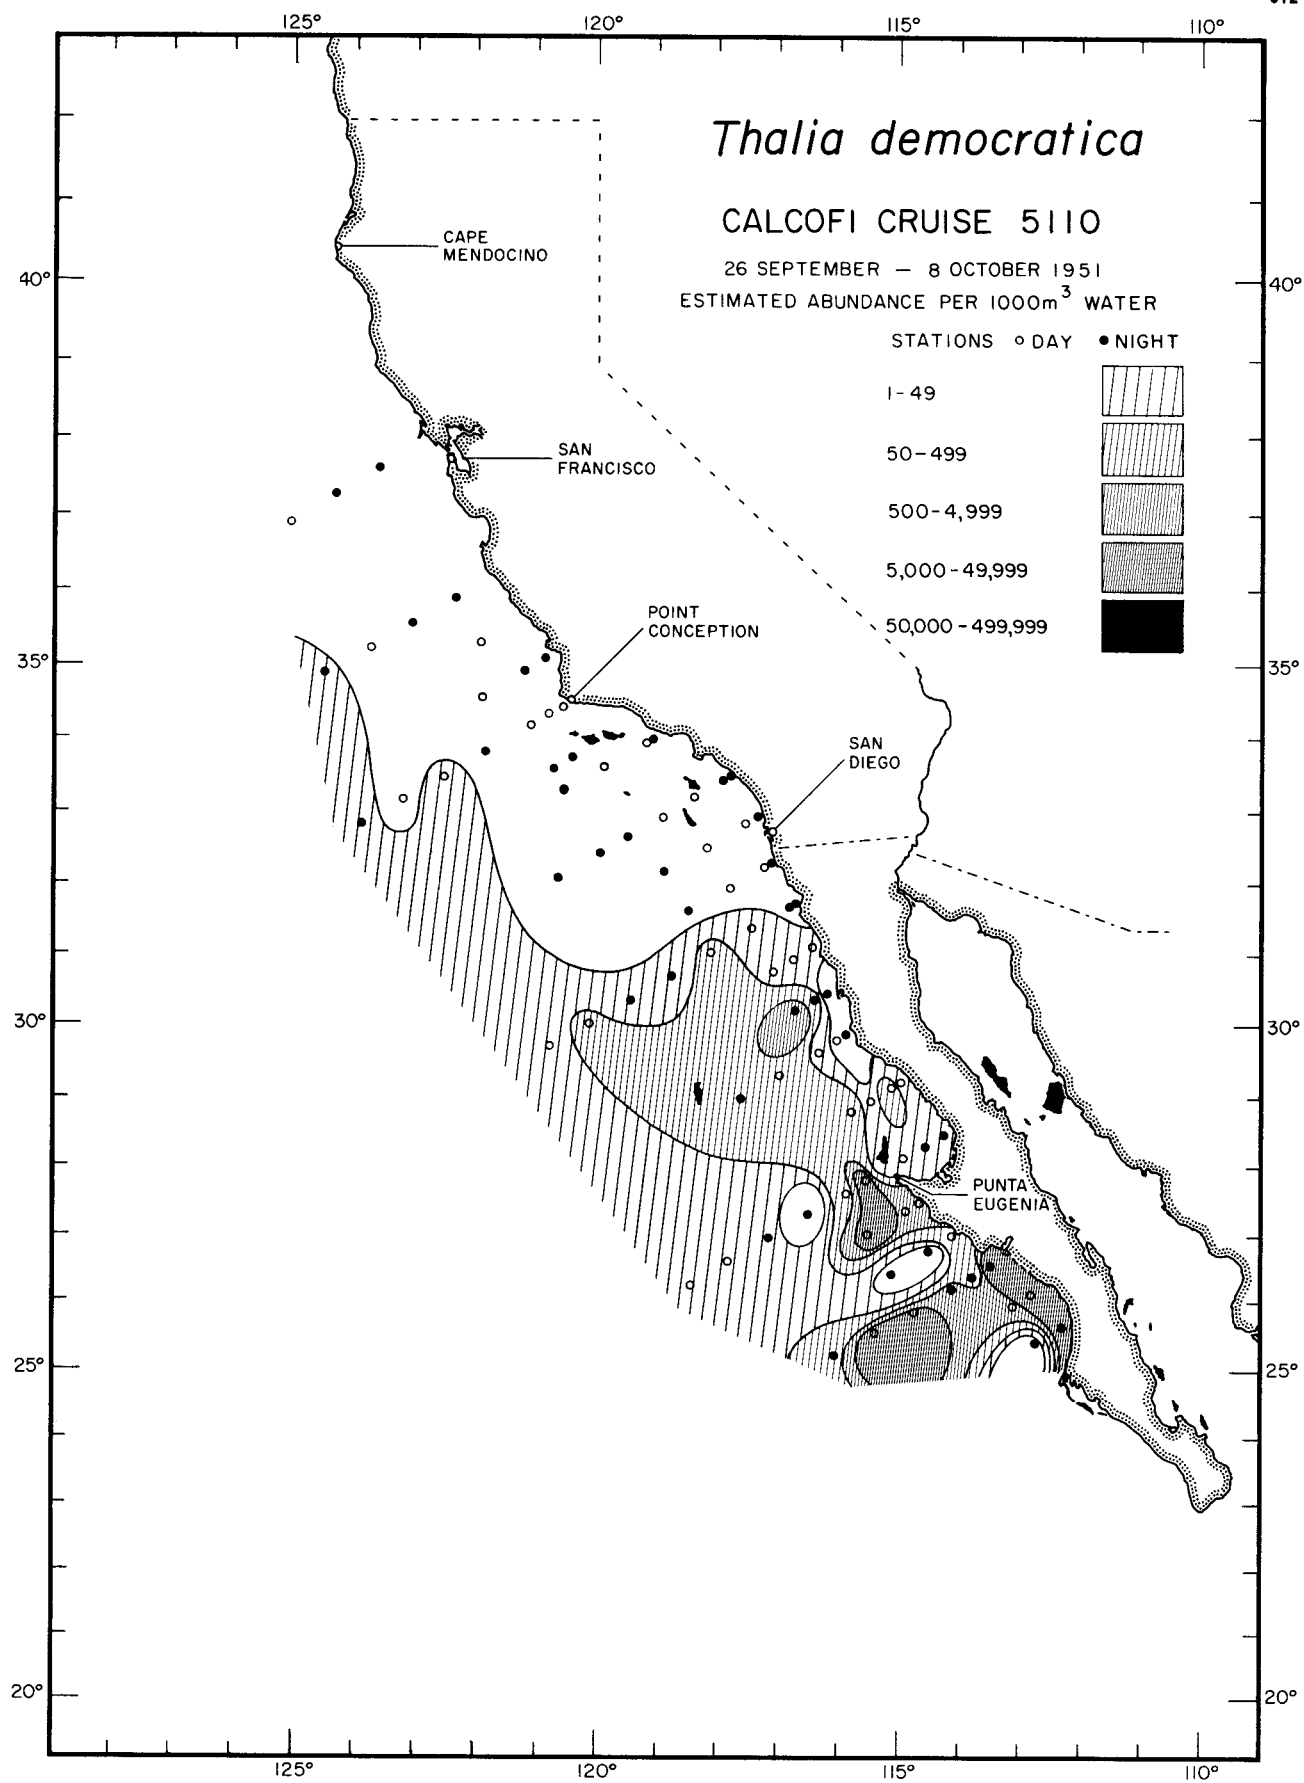 125° 120° 115° 110°
Thalia democratica
CALCOFI CRUISE 5110
26 SEPTEMBER — 8 OCTOBER 1951
ESTIMATED ABUNDANCE PER 1000m³ WATER
STATIONS ○ DAY ● NIGHT
1-49
50-499
500-4,999
5,000-49,999
50,000-499,999
CAPE
MENDOCINO
40° 40°
SAN
FRANCISCO
POINT
CONCEPTION
35° 35°
SAN
DIEGO
30° 30°
PUNTA
EUGENIA
25° 25°
20° 20°
125° 120° 115° 110°